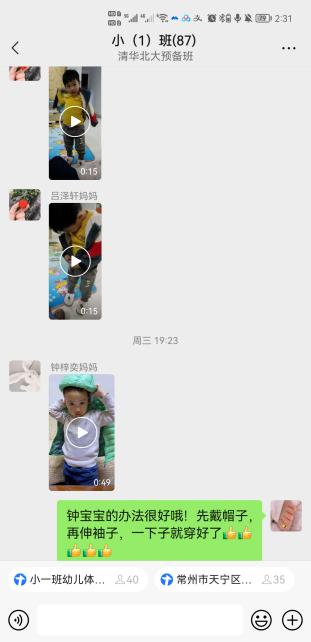 2:31
小（1）班(87)
清华北大预备班
0:15
吕泽轩妈妈
0:15
周三 19:23
钟梓奕妈妈
0:49
钟宝宝的办法很好哦！先戴帽子，
再伸袖子，一下子就穿好了👍👍
👍👍👍
小一班幼儿体... 40
常州市天宁区... 35